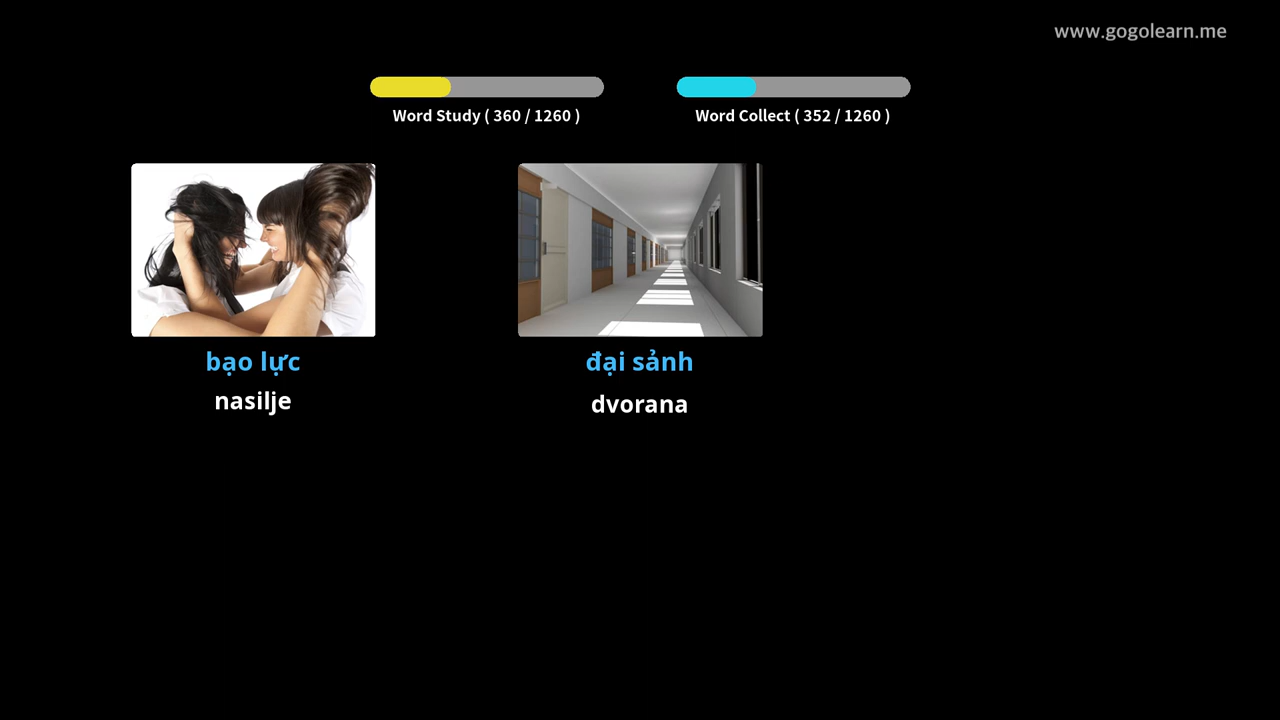 www.gogolearn.me
Word Study ( 360 / 1260 )
Word Collect ( 352 / 1260 )
bạo lực
nasilje
đại sảnh
dvorana